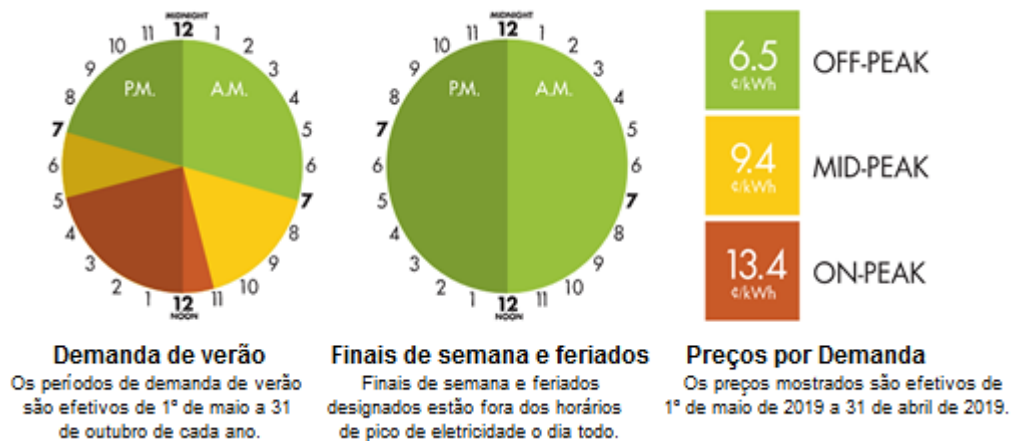 MIDNIGHT
12
1
2
3
4
5
6
7
8
9
10
11
12
NOON
1
2
3
4
5
6
7
8
9
10
11
P.M.
A.M.
MIDNIGHT
12
1
2
3
4
5
6
7
8
9
10
11
12
NOON
1
2
3
4
5
6
7
8
9
10
11
P.M.
A.M.
6.5
¢/kWh
OFF-PEAK
9.4
¢/kWh
MID-PEAK
13.4
¢/kWh
ON-PEAK
Demanda de verão
Os períodos de demanda de verão
são efetivos de 1º de maio a 31
de outubro de cada ano.
Finais de semana e feriados
Finais de semana e feriados
designados estão fora dos horários
de pico de eletricidade o dia todo.
Preços por Demanda
Os preços mostrados são efetivos de
1º de maio de 2019 a 31 de abril de 2019.